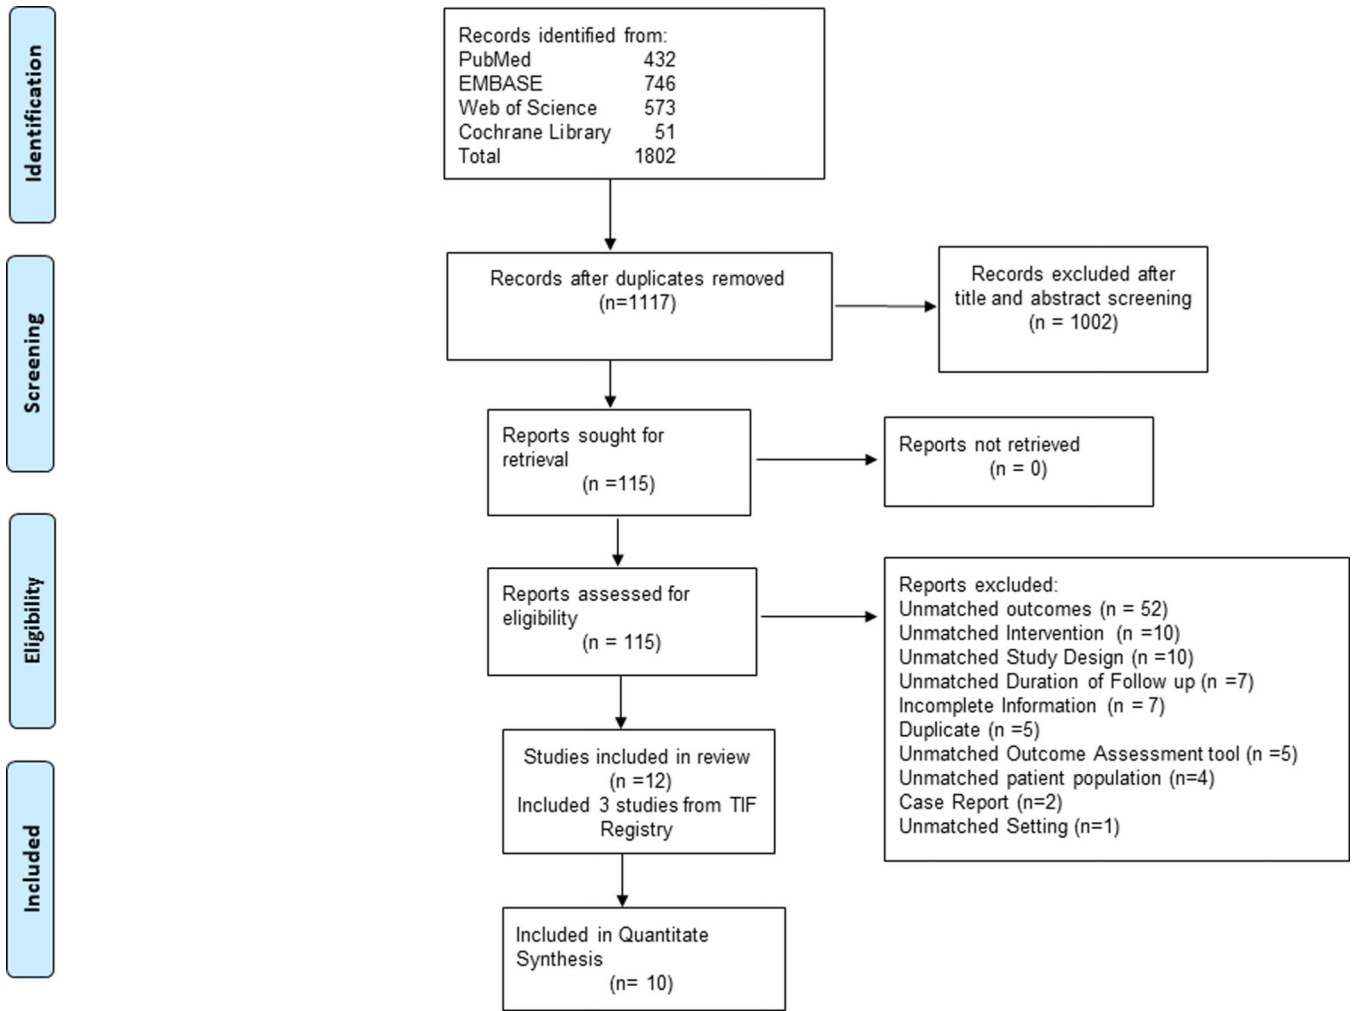 Identification
Records identified from:
PubMed 432
EMBASE 746
Web of Science 573
Cochrane Library 51
Total 1802
Screening
Records after duplicates removed
(n=1117)
Records excluded after
title and abstract screening
(n = 1002)
Reports sought for
retrieval
(n =115)
Reports not retrieved
(n = 0)
Eligibility
Reports assessed for
eligibility
(n = 115)
Reports excluded:
Unmatched outcomes (n = 52)
Unmatched Intervention (n =10)
Unmatched Study Design (n =10)
Unmatched Duration of Follow up (n =7)
Incomplete Information (n = 7)
Duplicate (n =5)
Unmatched Outcome Assessment tool (n =5)
Unmatched patient population (n=4)
Case Report (n=2)
Unmatched Setting (n=1)
Included
Studies included in review
(n =12)
Included 3 studies from TIF
Registry
Included in Quantitate
Synthesis
(n= 10)